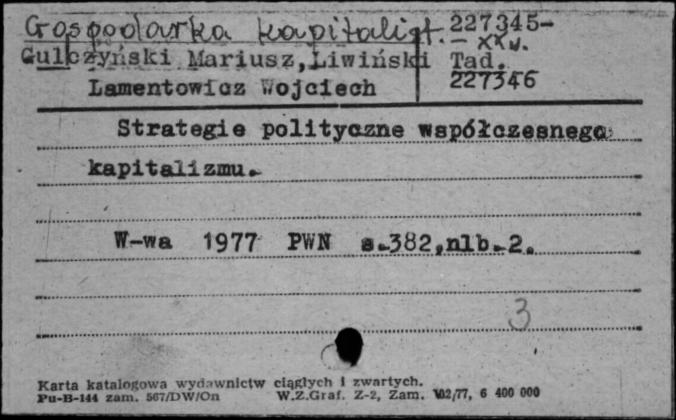 Gospodarka kapitalist. 227345-
- XX w.
Gulczyński Mariusz, Liwiński Tad.
Lamentowicz Wojciech 227346
Strategie polityczne współczesnego
kapitalizmu.
W-wa 1977 PWN s.382,nlb.2.
3
Karta katalogowa wydawnictw ciągłych i zwartych.
Pu-B-144 zam. 567/DW/On W.Z.Graf. Z-2, Zam. 102/77, 6 400 000